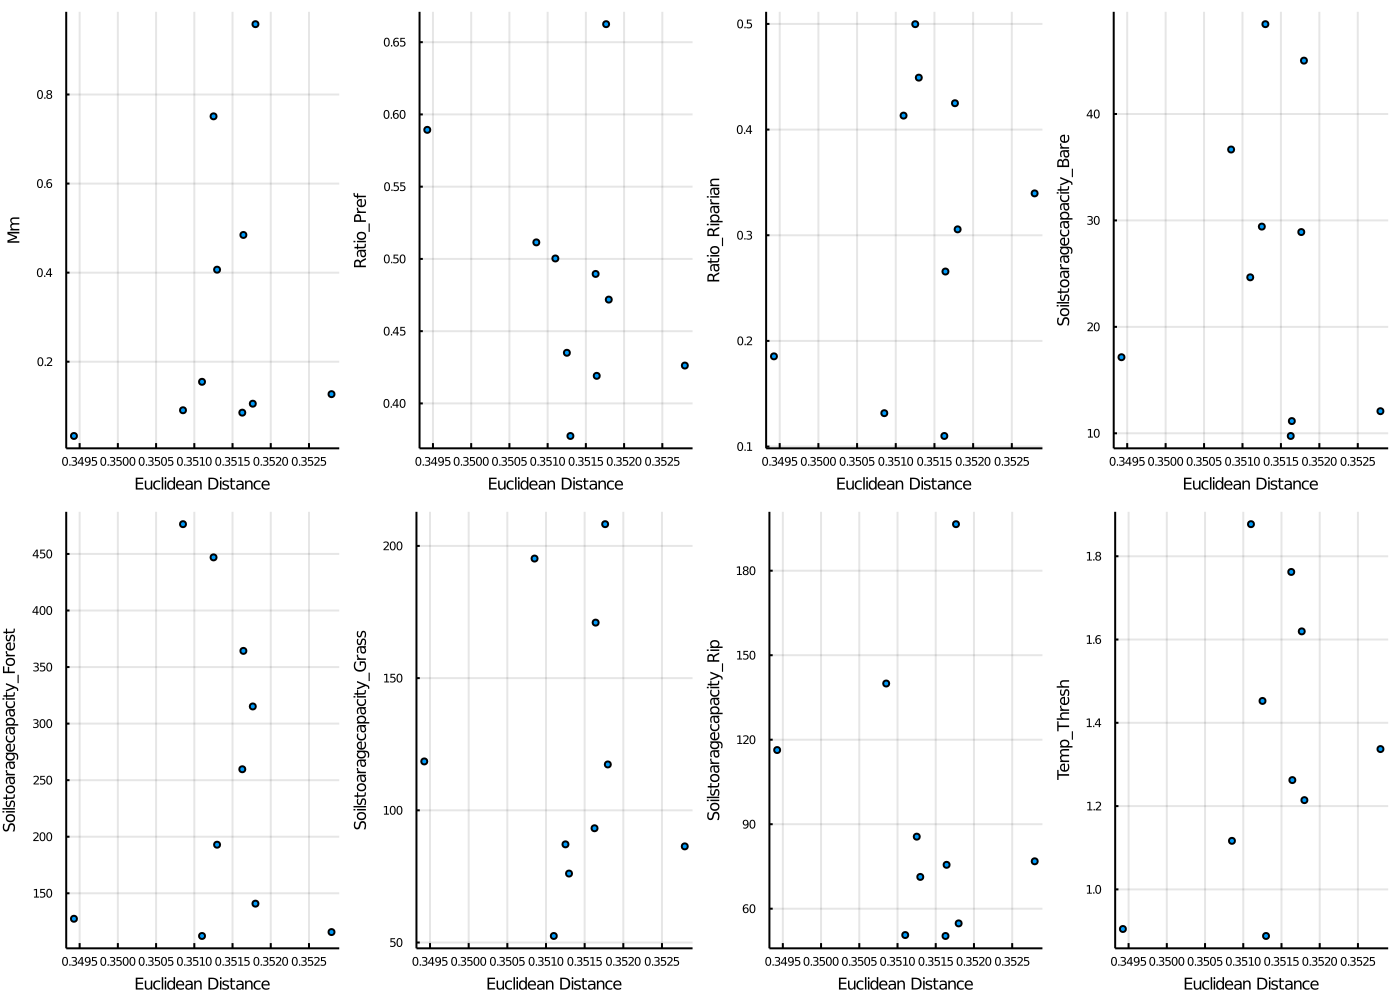 Mm
0.8
0.6
0.4
0.2
0.3495 0.3500 0.3505 0.3510 0.3515 0.3520 0.3525
Euclidean Distance
Ratio_Pref
0.65
0.60
0.55
0.50
0.45
0.40
0.3495 0.3500 0.3505 0.3510 0.3515 0.3520 0.3525
Euclidean Distance
Ratio_Riparian
0.5
0.4
0.3
0.2
0.1
0.3495 0.3500 0.3505 0.3510 0.3515 0.3520 0.3525
Euclidean Distance
Soilstoaragecapacity_Bare
40
30
20
10
0.3495 0.3500 0.3505 0.3510 0.3515 0.3520 0.3525
Euclidean Distance
Soilstoaragecapacity_Forest
450
400
350
300
250
200
150
0.3495 0.3500 0.3505 0.3510 0.3515 0.3520 0.3525
Euclidean Distance
Soilstoaragecapacity_Grass
200
150
100
50
0.3495 0.3500 0.3505 0.3510 0.3515 0.3520 0.3525
Euclidean Distance
Soilstoaragecapacity_Rip
180
150
120
90
60
0.3495 0.3500 0.3505 0.3510 0.3515 0.3520 0.3525
Euclidean Distance
Temp_Thresh
1.8
1.6
1.4
1.2
1.0
0.3495 0.3500 0.3505 0.3510 0.3515 0.3520 0.3525
Euclidean Distance